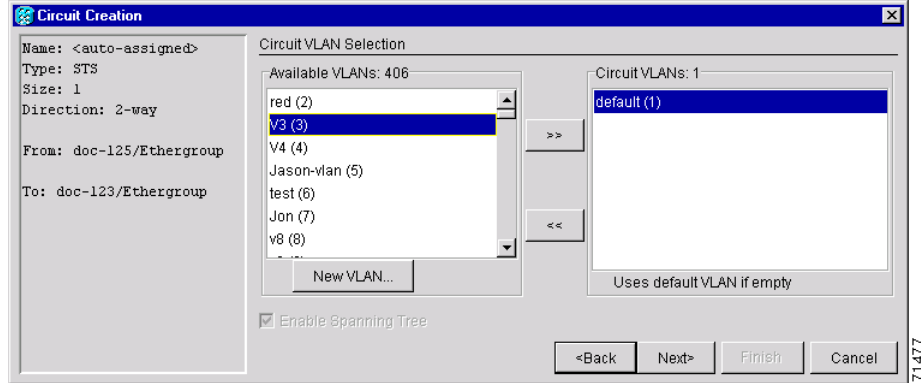 Circuit Creation
Name: <auto-assigned>
Type: STS
Size: 1
Direction: 2-way
From: doc-125/Ethergroup
To: doc-123/Ethergroup
Circuit VLAN Selection
Available VLANs: 406
red (2)
V3 (3)
V4 (4)
Jason-vlan (5)
test (6)
Jon (7)
v8 (8)
New VLAN...
>>
<<
Circuit VLANs: 1
default (1)
Uses default VLAN if empty
Enable Spanning Tree
<Back
Next>
Finish
Cancel
71477